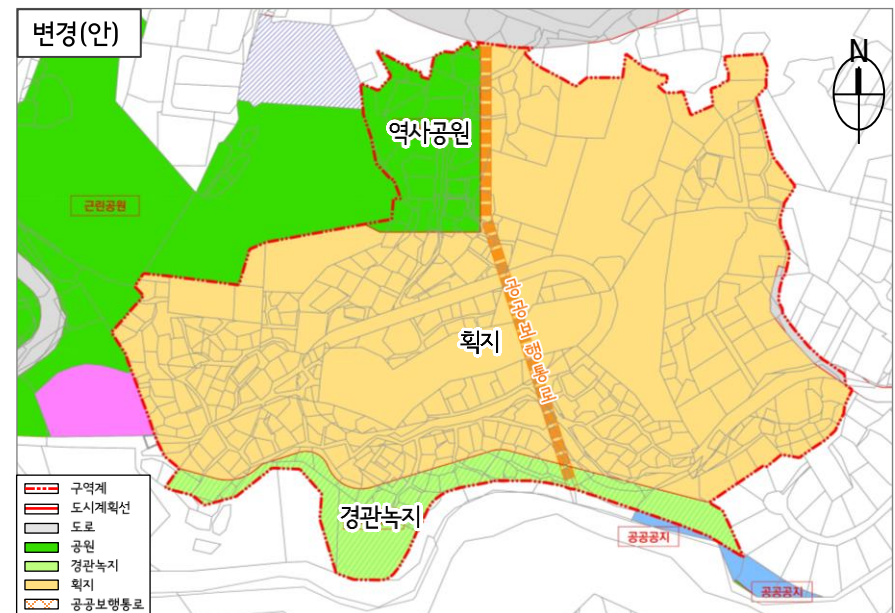 변경(안)
N
역사공원
근린공원
공공보행통로
획지
경관녹지
공공공지
공공공지
구역계
도시계획선
도로
공원
경관녹지
획지
공공보행통로